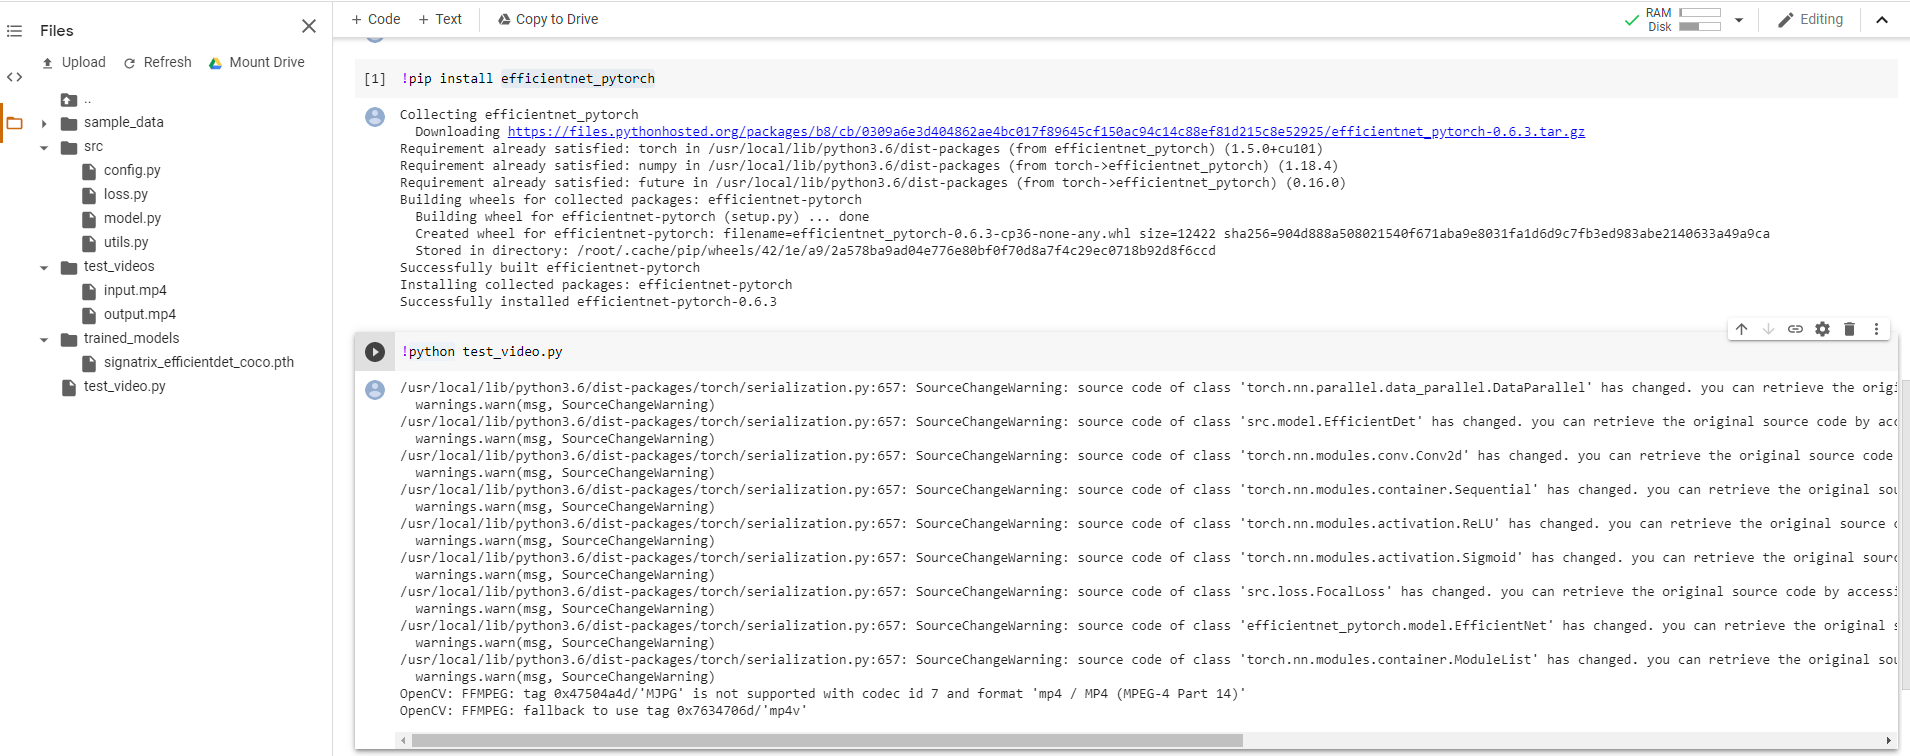 Files
Upload Refresh Mount Drive
..
sample_data
src
config.py
loss.py
model.py
utils.py
test_videos
input.mp4
output.mp4
trained_models
signatrix_efficientdet_coco.pth
test_video.py
+ Code + Text Copy to Drive
RAM
Disk
Editing
[1] !pip install efficientnet_pytorch
Collecting efficientnet_pytorch
Downloading https://files.pythonhosted.org/packages/b8/cb/0309a6e3d404862ae4bc017f89645cf150ac94c14c88ef81d215c8e52925/efficientnet_pytorch-0.6.3.tar.gz
Requirement already satisfied: torch in /usr/local/lib/python3.6/dist-packages (from efficientnet_pytorch) (1.5.0+cu101)
Requirement already satisfied: numpy in /usr/local/lib/python3.6/dist-packages (from torch->efficientnet_pytorch) (1.18.4)
Requirement already satisfied: future in /usr/local/lib/python3.6/dist-packages (from torch->efficientnet_pytorch) (0.16.0)
Building wheels for collected packages: efficientnet-pytorch
Building wheel for efficientnet-pytorch (setup.py) ... done
Created wheel for efficientnet-pytorch: filename=efficientnet_pytorch-0.6.3-cp36-none-any.whl size=12422 sha256=904d888a508021540f671aba9e8031fa1d6d9c7fb3ed983abe2140633a49a9ca
Stored in directory: /root/.cache/pip/wheels/42/1e/a9/2a578ba9ad04e776e80bf0f70d8a7f4c29ec0718b92d8f6ccd
Successfully built efficientnet-pytorch
Installing collected packages: efficientnet-pytorch
Successfully installed efficientnet-pytorch-0.6.3
!python test_video.py
/usr/local/lib/python3.6/dist-packages/torch/serialization.py:657: SourceChangeWarning: source code of class 'torch.nn.parallel.data_parallel.DataParallel' has changed. you can retrieve the origi
warnings.warn(msg, SourceChangeWarning)
/usr/local/lib/python3.6/dist-packages/torch/serialization.py:657: SourceChangeWarning: source code of class 'src.model.EfficientDet' has changed. you can retrieve the original source code by acc
warnings.warn(msg, SourceChangeWarning)
/usr/local/lib/python3.6/dist-packages/torch/serialization.py:657: SourceChangeWarning: source code of class 'torch.nn.modules.conv.Conv2d' has changed. you can retrieve the original source code
warnings.warn(msg, SourceChangeWarning)
/usr/local/lib/python3.6/dist-packages/torch/serialization.py:657: SourceChangeWarning: source code of class 'torch.nn.modules.container.Sequential' has changed. you can retrieve the original sou
warnings.warn(msg, SourceChangeWarning)
/usr/local/lib/python3.6/dist-packages/torch/serialization.py:657: SourceChangeWarning: source code of class 'torch.nn.modules.activation.ReLU' has changed. you can retrieve the original source c
warnings.warn(msg, SourceChangeWarning)
/usr/local/lib/python3.6/dist-packages/torch/serialization.py:657: SourceChangeWarning: source code of class 'torch.nn.modules.activation.Sigmoid' has changed. you can retrieve the original sourc
warnings.warn(msg, SourceChangeWarning)
/usr/local/lib/python3.6/dist-packages/torch/serialization.py:657: SourceChangeWarning: source code of class 'src.loss.FocalLoss' has changed. you can retrieve the original source code by accessi
warnings.warn(msg, SourceChangeWarning)
/usr/local/lib/python3.6/dist-packages/torch/serialization.py:657: SourceChangeWarning: source code of class 'efficientnet_pytorch.model.EfficientNet' has changed. you can retrieve the original s
warnings.warn(msg, SourceChangeWarning)
/usr/local/lib/python3.6/dist-packages/torch/serialization.py:657: SourceChangeWarning: source code of class 'torch.nn.modules.container.ModuleList' has changed. you can retrieve the original sou
warnings.warn(msg, SourceChangeWarning)
OpenCV: FFMPEG: tag 0x47504a4d/'MJPG' is not supported with codec id 7 and format 'mp4 / MP4 (MPEG-4 Part 14)'
OpenCV: FFMPEG: fallback to use tag 0x7634706d/'mp4v'